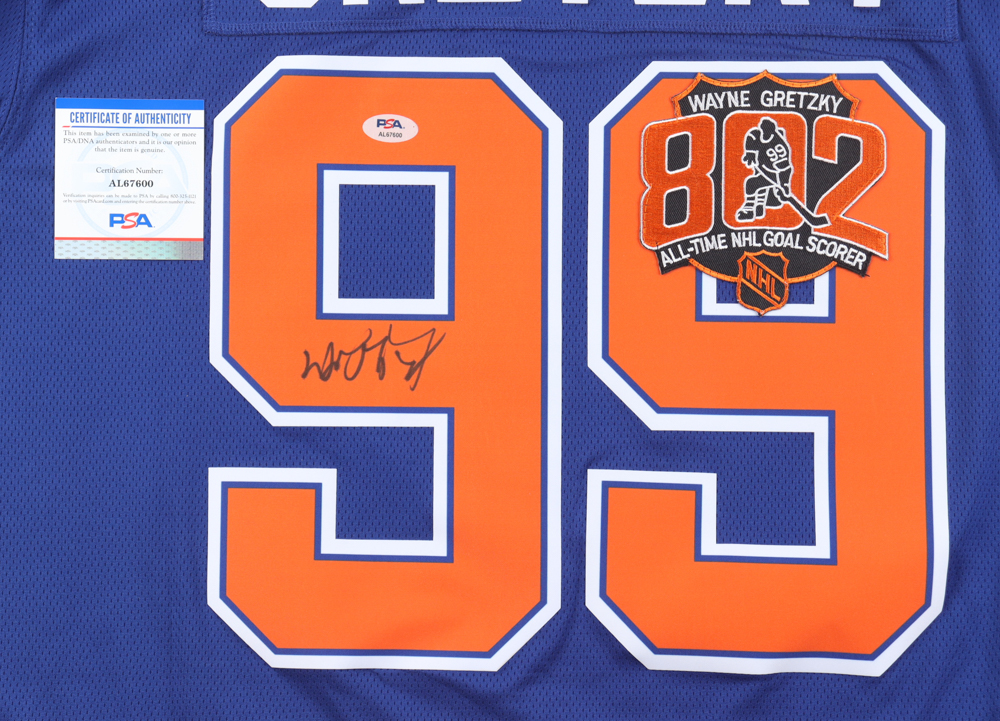 CERTIFICATE OF AUTHENTICITY
This item has been examined by one or more
PSA/DNA authenticators and it is our opinion
that the item is genuine.
Certification Number:
AL67600
PSA
PSA
AL67600
99
WAYNE GRETZKY
802
99
ALL-TIME NHL GOAL SCORER
NHL